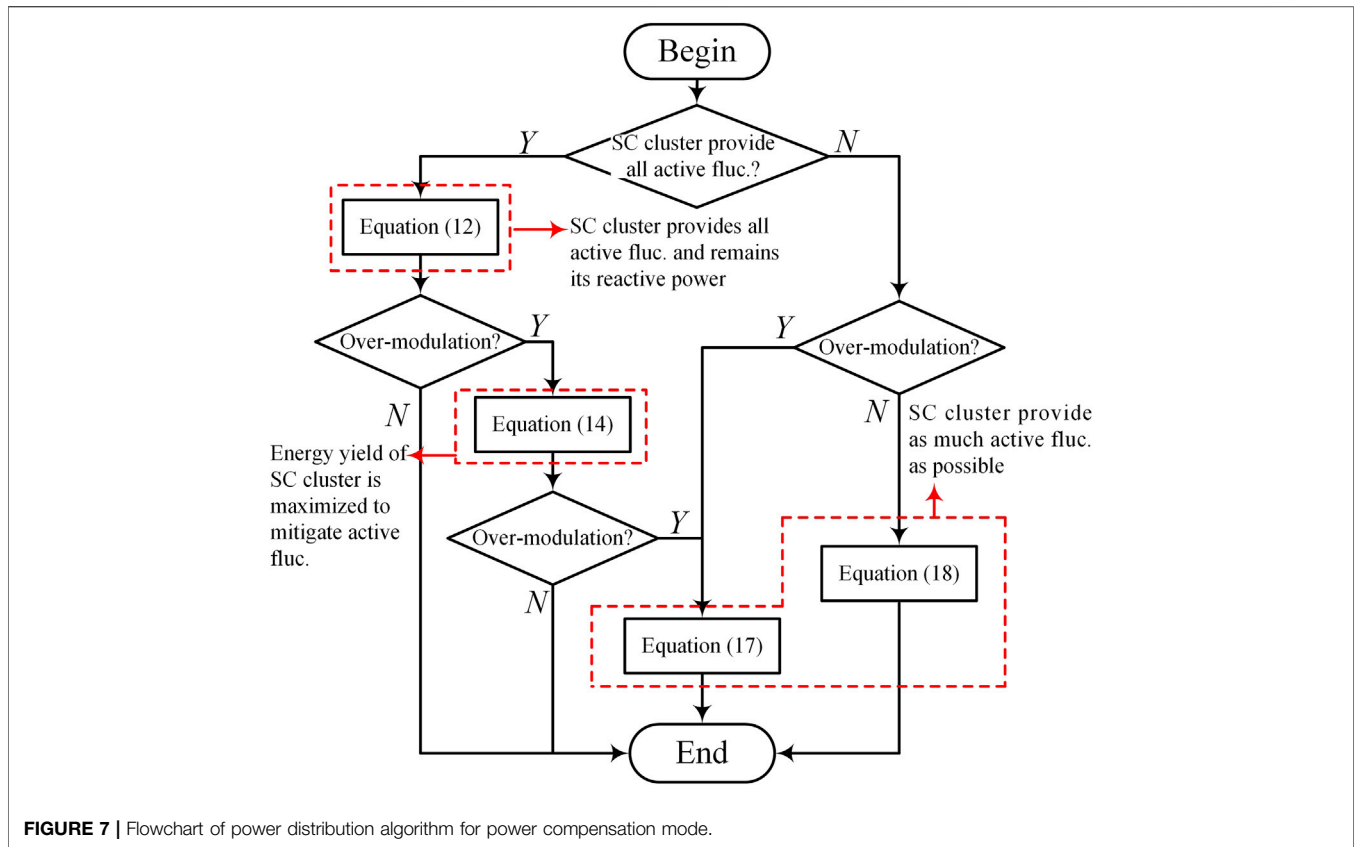 Begin
SC cluster provide
all active fluc.?
Y
N
Equation (12)
SC cluster provides all
active fluc. and remains
its reactive power
Over-modulation?
Y
N
Y
Over-modulation?
N
SC cluster provide
as much active fluc.
as possible
Equation (14)
Energy yield of
SC cluster is
maximized to
mitigate active
fluc.
Over-modulation?
Y
N
Equation (18)
Equation (17)
End
FIGURE 7 | Flowchart of power distribution algorithm for power compensation mode.